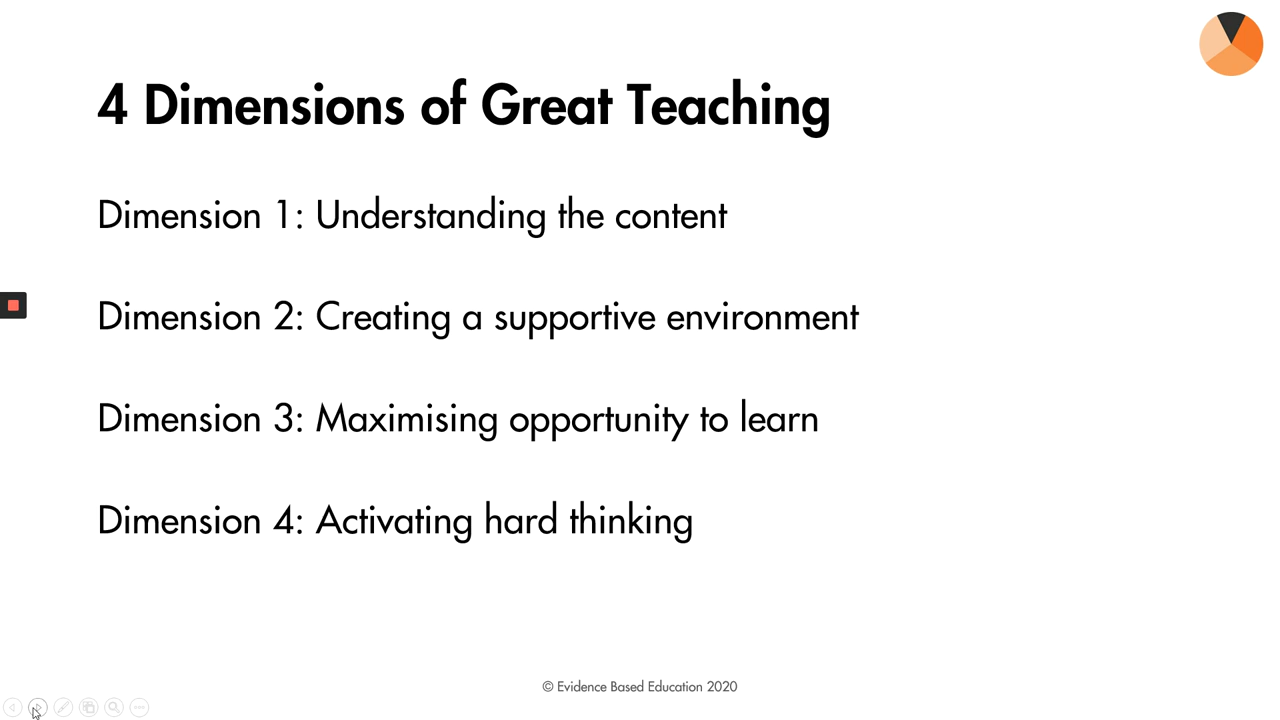 4 Dimensions of Great Teaching
Dimension 1: Understanding the content
Dimension 2: Creating a supportive environment
Dimension 3: Maximising opportunity to learn
Dimension 4: Activating hard thinking
© Evidence Based Education 2020